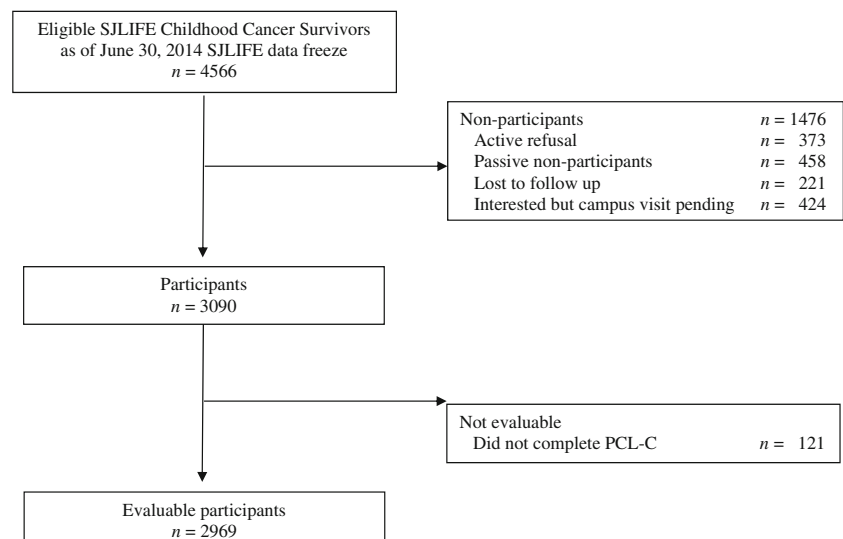 Eligible SJLIFE Childhood Cancer Survivors
as of June 30, 2014 SJLIFE data freeze
n = 4566
Non-participants n = 1476
Active refusal n = 373
Passive non-participants n = 458
Lost to follow up n = 221
Interested but campus visit pending n = 424
Participants
n = 3090
Not evaluable
Did not complete PCL-C n = 121
Evaluable participants
n = 2969